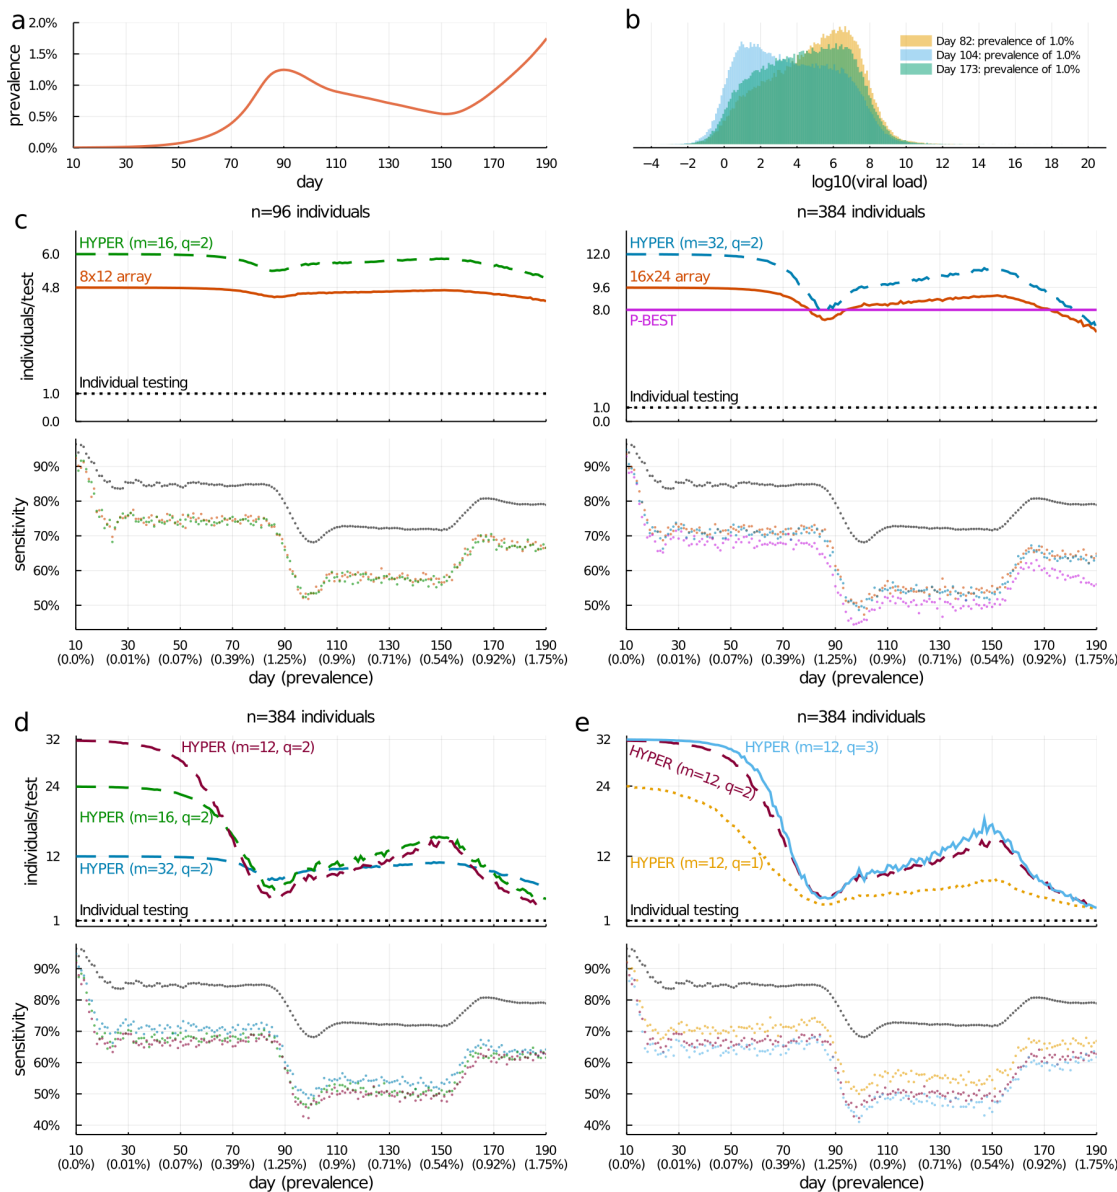 a
2.0%
1.5%
1.0%
0.5%
0.0%
prevalence
10 30 50 70 90 110 130 150 170 190
day
b
Day 82: prevalence of 1.0%
Day 104: prevalence of 1.0%
Day 173: prevalence of 1.0%
−4 −2 0 2 4 6 8 10 12 14 16 18 20
log10(viral load)
c
n=96 individuals
HYPER (m=16, q=2)
8x12 array
Individual testing
6.0
4.8
1.0
0.0
individuals/test
90%
80%
70%
60%
50%
sensitivity
10 30 50 70 90 110 130 150 170 190
(0.0%) (0.01%) (0.07%) (0.39%) (1.25%) (0.9%) (0.71%) (0.54%) (0.92%) (1.75%)
day (prevalence)
n=384 individuals
HYPER (m=32, q=2)
16x24 array
P-BEST
Individual testing
12.0
9.6
8.0
1.0
0.0
90%
80%
70%
60%
50%
10 30 50 70 90 110 130 150 170 190
(0.0%) (0.01%) (0.07%) (0.39%) (1.25%) (0.9%) (0.71%) (0.54%) (0.92%) (1.75%)
day (prevalence)
d
n=384 individuals
HYPER (m=12, q=2)
HYPER (m=16, q=2)
HYPER (m=32, q=2)
Individual testing
32
24
12
1
individuals/test
90%
80%
70%
60%
50%
40%
sensitivity
10 30 50 70 90 110 130 150 170 190
(0.0%) (0.01%) (0.07%) (0.39%) (1.25%) (0.9%) (0.71%) (0.54%) (0.92%) (1.75%)
day (prevalence)
e
n=384 individuals
HYPER (m=12, q=3)
HYPER (m=12, q=2)
HYPER (m=12, q=1)
Individual testing
32
24
12
1
90%
80%
70%
60%
50%
40%
10 30 50 70 90 110 130 150 170 190
(0.0%) (0.01%) (0.07%) (0.39%) (1.25%) (0.9%) (0.71%) (0.54%) (0.92%) (1.75%)
day (prevalence)